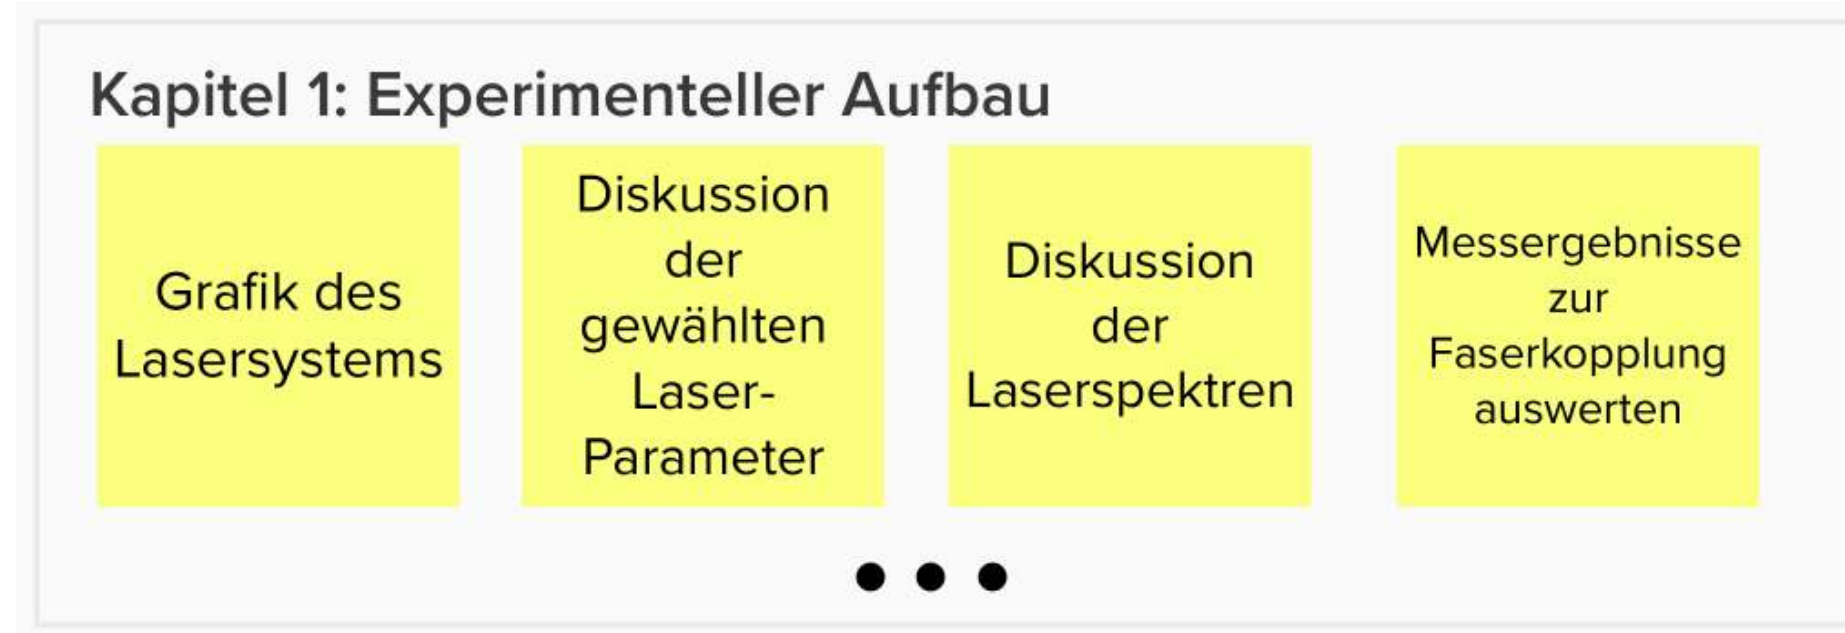 Kapitel 1: Experimenteller Aufbau
Grafik des
Lasersystems
Diskussion
der
gewählten
Laser-
Parameter
Diskussion
der
Laserspektren
Messergebnisse
zur
Faserkopplung
auswerten
• • •